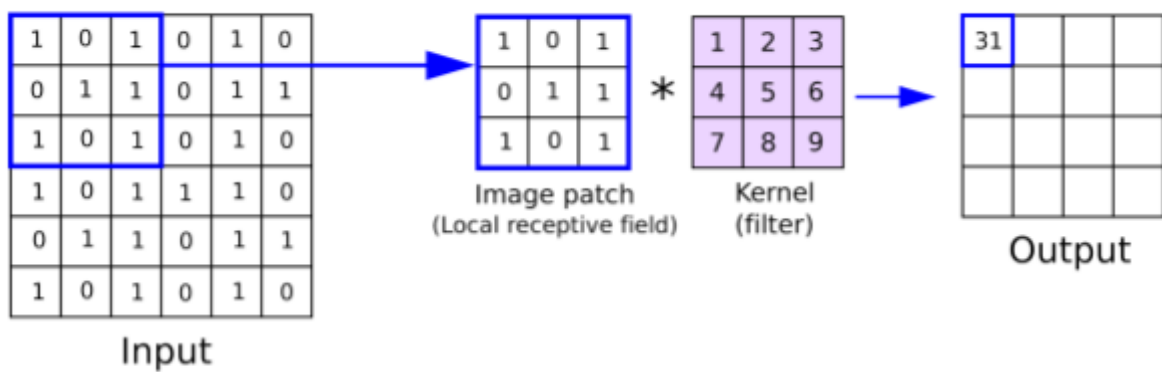 1 0 1 0 1 0
0 1 1 0 1 1
1 0 1 0 1 0
1 0 1 1 1 0
0 1 1 0 1 1
1 0 1 0 1 0
Input
1 0 1
0 1 1
1 0 1
Image patch
(Local receptive field)
*
1 2 3
4 5 6
7 8 9
Kernel
(filter)
31
Output